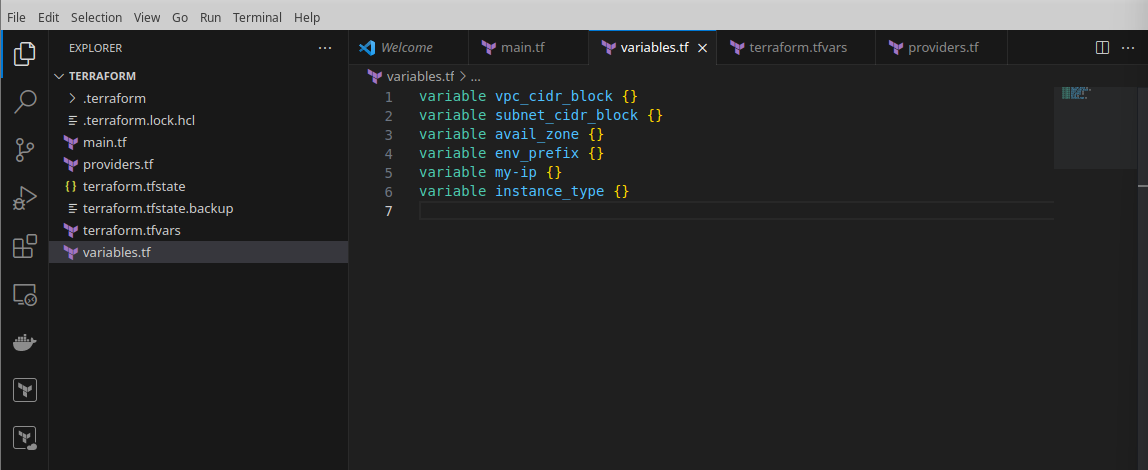 File Edit Selection View Go Run Terminal Help
EXPLORER ...
TERRAFORM
.terraform
.terraform.lock.hcl
main.tf
providers.tf
{} terraform.tfstate
terraform.tfstate.backup
terraform.tfvars
variables.tf
Welcome main.tf variables.tf terraform.tfvars providers.tf ...
variables.tf > ...
1 variable vpc_cidr_block {}
2 variable subnet_cidr_block {}
3 variable avail_zone {}
4 variable env_prefix {}
5 variable my-ip {}
6 variable instance_type {}
7